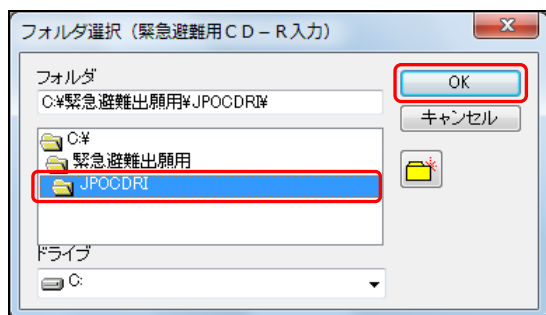 フォルダ選択（緊急避難用ＣＤ－Ｒ入力）
フォルダ
C:¥緊急避難出願用¥JPOCDRI¥
OK
キャンセル
C:¥
緊急避難出願用
JPOCDRI
ドライブ
C: